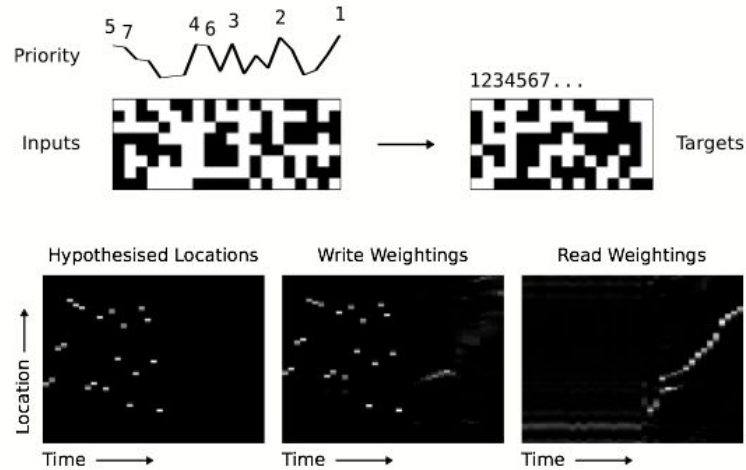 5 7 4 6 3 2 1
Priority
1234567...
Inputs
Targets
Hypothesised Locations
Write Weightings
Read Weightings
Location
Time
Time
Time